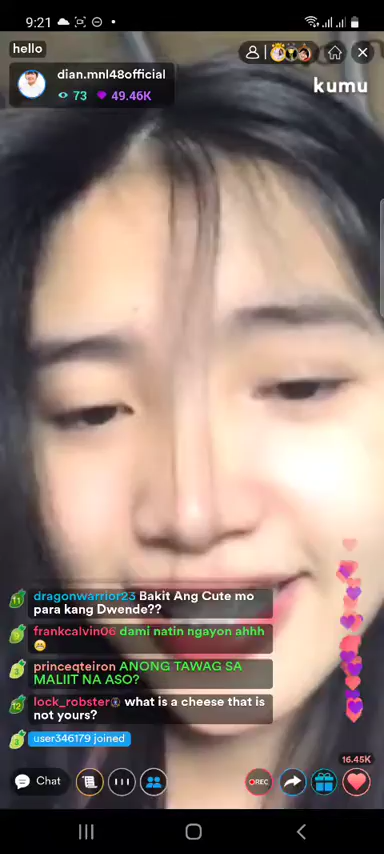 9:21
hello
dian.mnl48official
73 49.46K
kumu
dragonwarrior23 Bakit Ang Cute mo
para kang Dwende??
frankcalvin06 dami natin ngayon ahhh
princeqteiron ANONG TAWAG SA
MALIIT NA ASO?
lock_robster what is a cheese that is
not yours?
user346179 joined
16.45K
Chat
REC